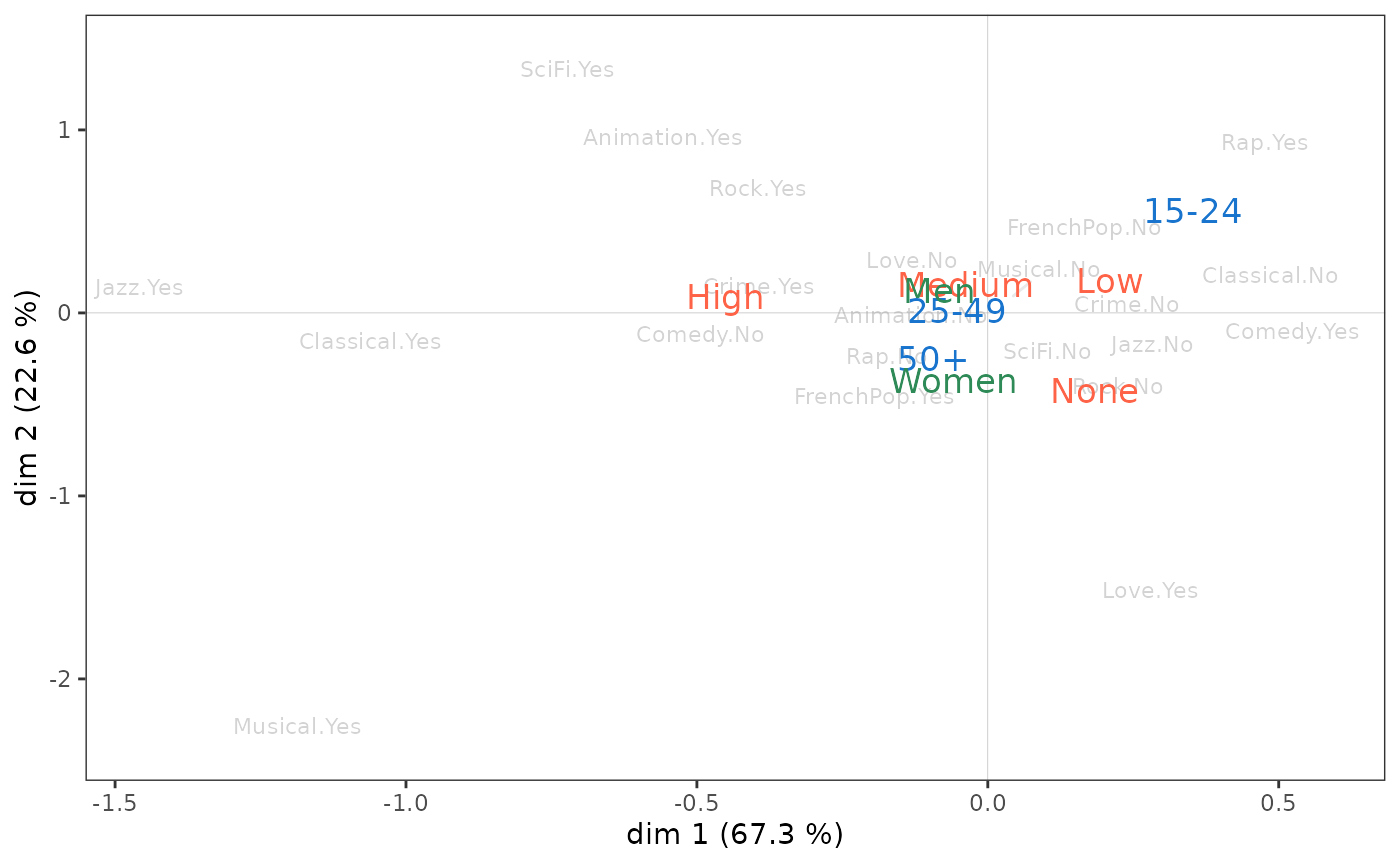 SciFi.Yes
1
Animation.Yes
Rap.Yes
Rock.Yes
15-24
FrenchPop.No
Love.No
Musical.No
Classical.No
Jazz.Yes
High
Crime.Yes
Medium
Men
Low
Crime.No
0
Animation.No
25-49
Comedy.No
Comedy.Yes
Classical.Yes
Rap.No
50+
SciFi.No
Jazz.No
Women
FrenchPop.Yes
None
Rock.No
-1
Love.Yes
-2
Musical.Yes
-1.5
-1.0
-0.5
0.0
0.5
dim 1 (67.3 %)
dim 2 (22.6 %)